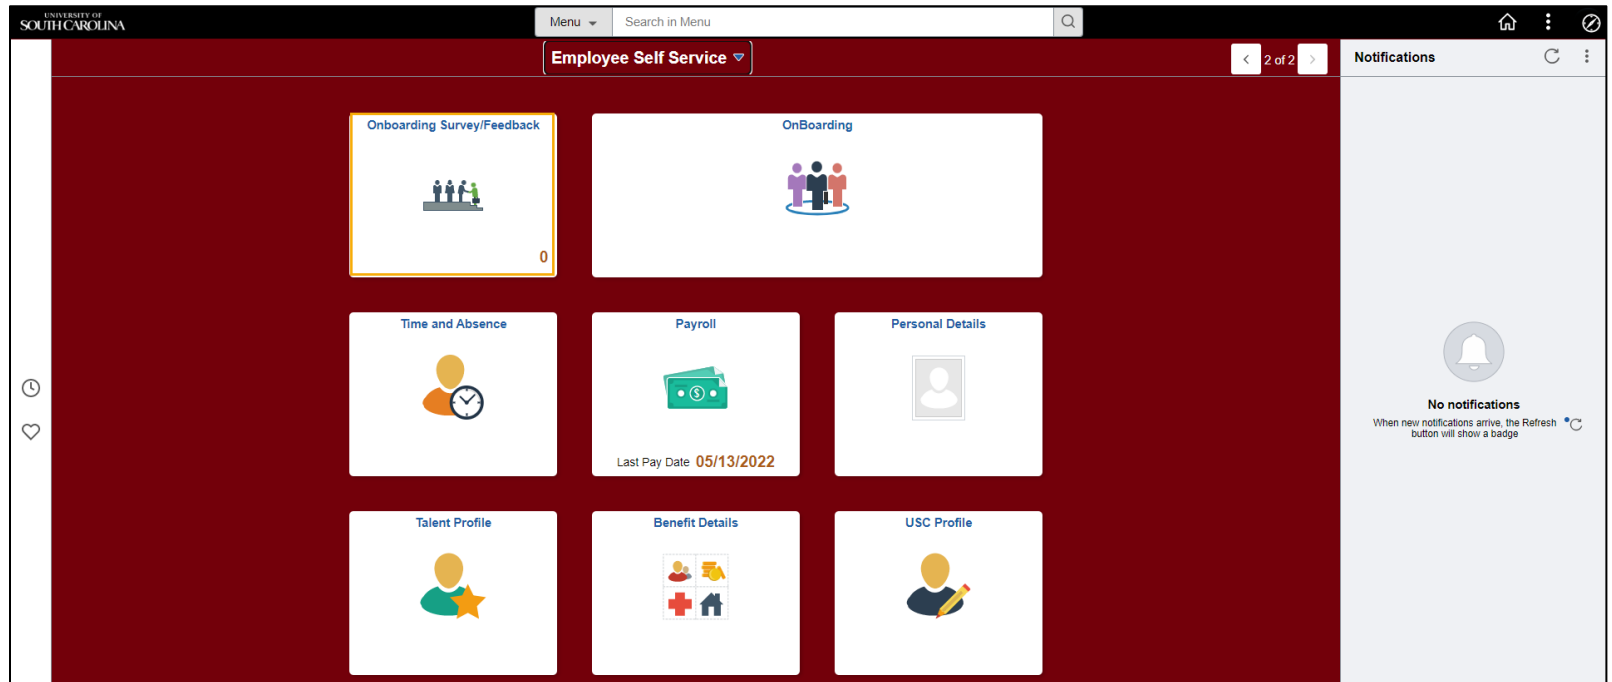 UNIVERSITY OF
SOUTH CAROLINA
Menu
Search in Menu
Employee Self Service
2 of 2
Notifications
Onboarding Survey/Feedback
0
OnBoarding
Time and Absence
Payroll
Last Pay Date 05/13/2022
Personal Details
Talent Profile
Benefit Details
USC Profile
No notifications
When new notifications arrive, the Refresh
button will show a badge